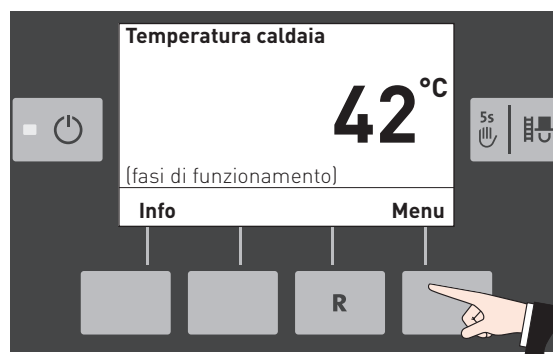 Temperatura caldaia
42°C
(fasi di funzionamento)
Info Menu
5s
R